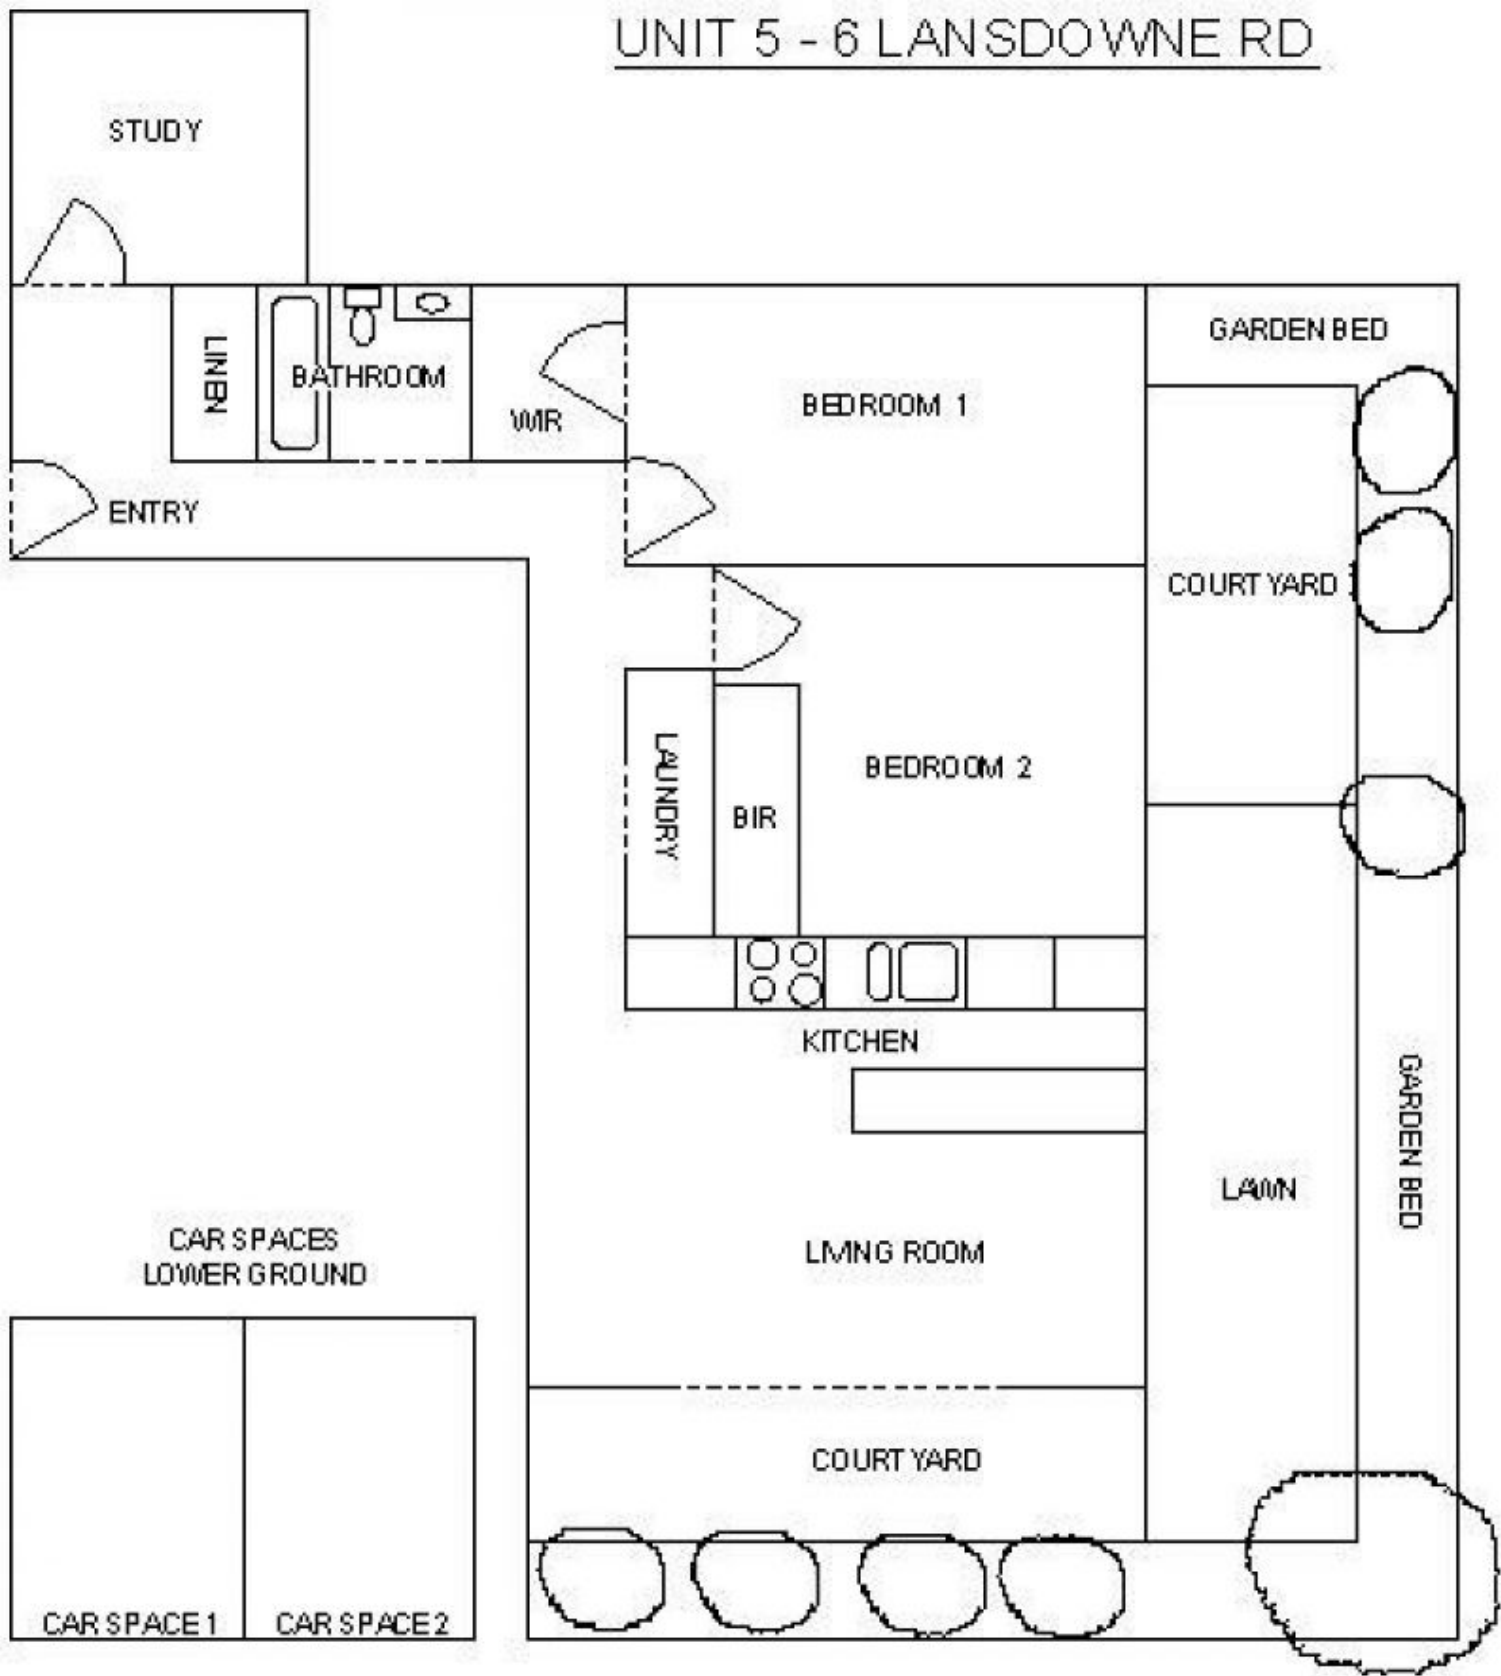 UNIT 5 - 6 LANSDOWNE RD
STUDY
GARDEN BED
LINEN
BATHROOM
WIR
BEDROOM 1
ENTRY
COURT YARD
LAUNDRY
BIR
BEDROOM 2
KITCHEN
GARDEN BED
LAWN
CAR SPACES
LOWER GROUND
LIVING ROOM
COURT YARD
CAR SPACE 1
CAR SPACE 2